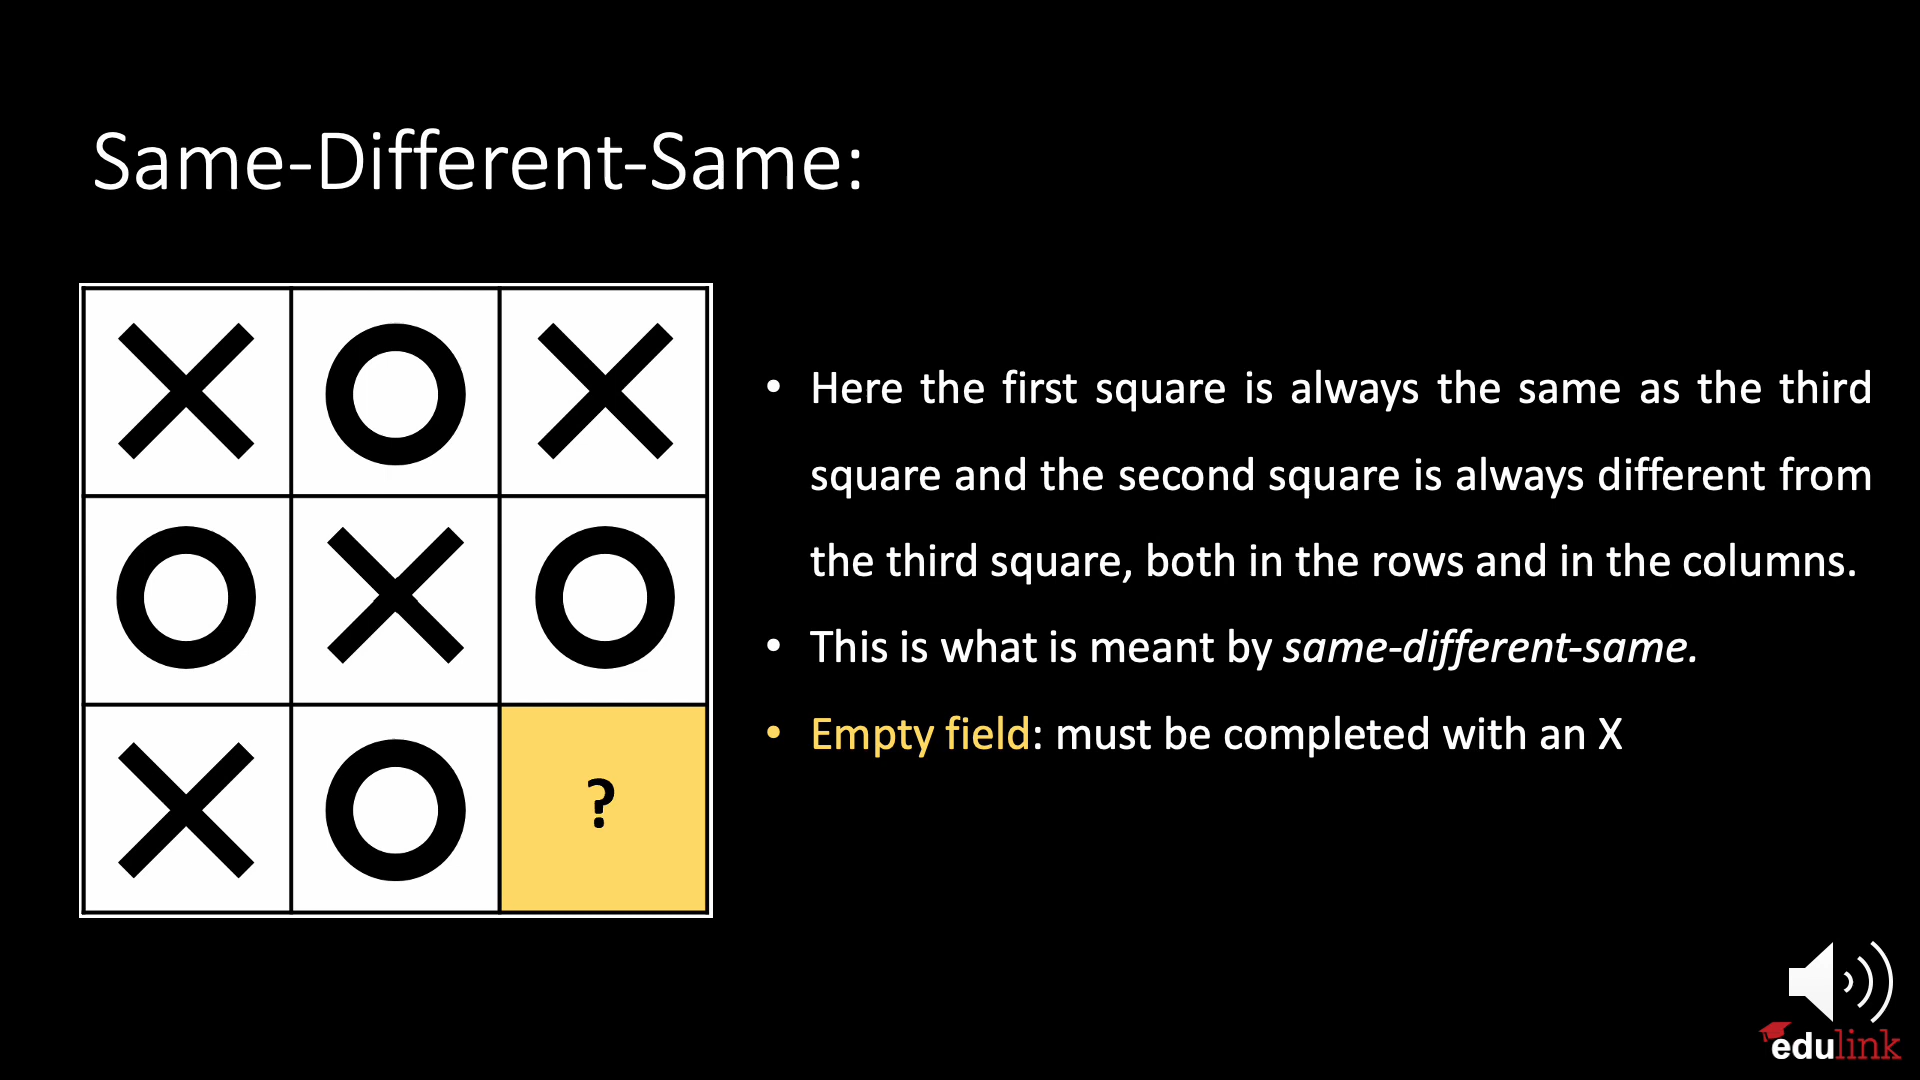 Same-Different-Same:
• Here the first square is always the same as the third
square and the second square is always different from
the third square, both in the rows and in the columns.
• This is what is meant by same-different-same.
• Empty field: must be completed with an X
?
edulink